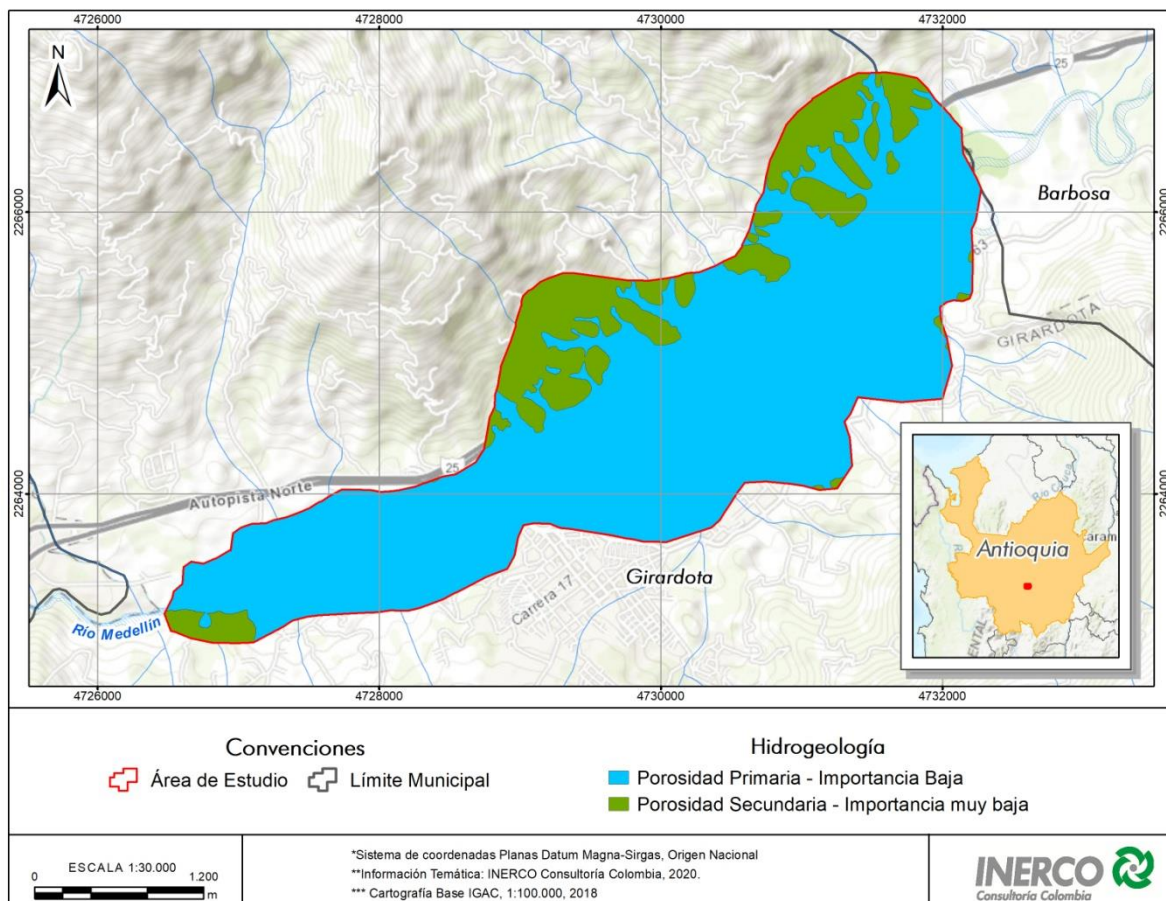 4726000
4728000
4730000
4732000
N
25
Barbosa
2266000
2266000
63
GIRARDOTA
25
Autopista Norte
2264000
2264000
Río
Antioquia
Girardota
Carrera 17
Río Medellín
ENTAL
4726000
4728000
4730000
4732000
Convenciones
Área de Estudio
Límite Municipal
Hidrogeología
Porosidad Primaria - Importancia Baja
Porosidad Secundaria - Importancia muy baja
ESCALA 1:30.000
0
1.200
m
*Sistema de coordenadas Planas Datum Magna-Sirgas, Origen Nacional
**Información Temática: INERCO Consultoría Colombia, 2020.
*** Cartografía Base IGAC, 1:100.000, 2018
INERCO
Consultoría Colombia